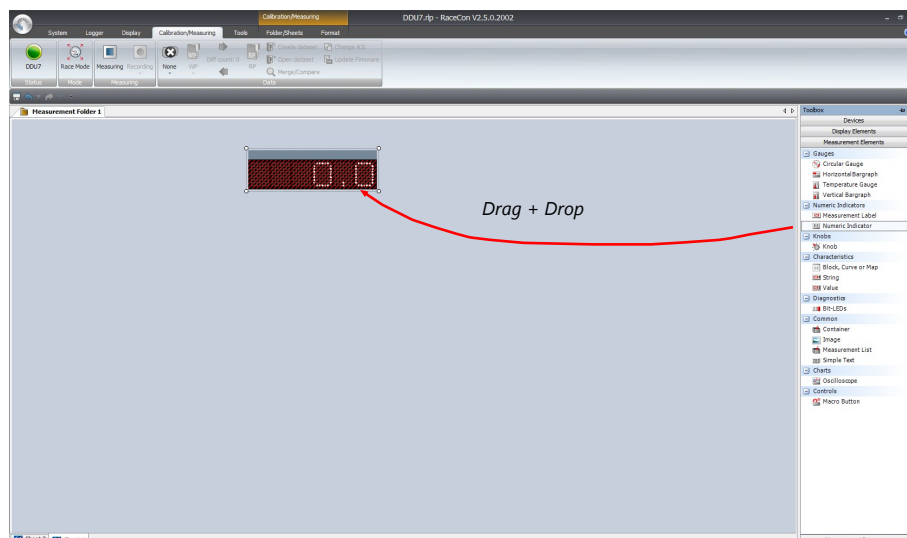 Calibration/Measuring
DDU7.rlp - RaceCon V2.5.0.2002
System Logger Display Calibration/Measuring Tools Folder/Sheets Format
DDU7
Race Mode
Measuring
Recording
None
WP
Diff count: 0
RP
Create dataset
Change A2L
Open dataset
Update Firmware
Merge/Compare
Status
Mode
Measuring
Data
Measurement Folder 1
0.0
Drag + Drop
Toolbox
Devices
Display Elements
Measurement Elements
Gauges
Circular Gauge
Horizontal Bargraph
Temperature Gauge
Vertical Bargraph
Numeric Indicators
Measurement Label
Numeric Indicator
Knobs
Knob
Characteristics
Block, Curve or Map
String
Value
Diagnostics
Bit-LEDs
Common
Container
Image
Measurement List
Simple Text
Charts
Oscilloscope
Controls
Macro Button